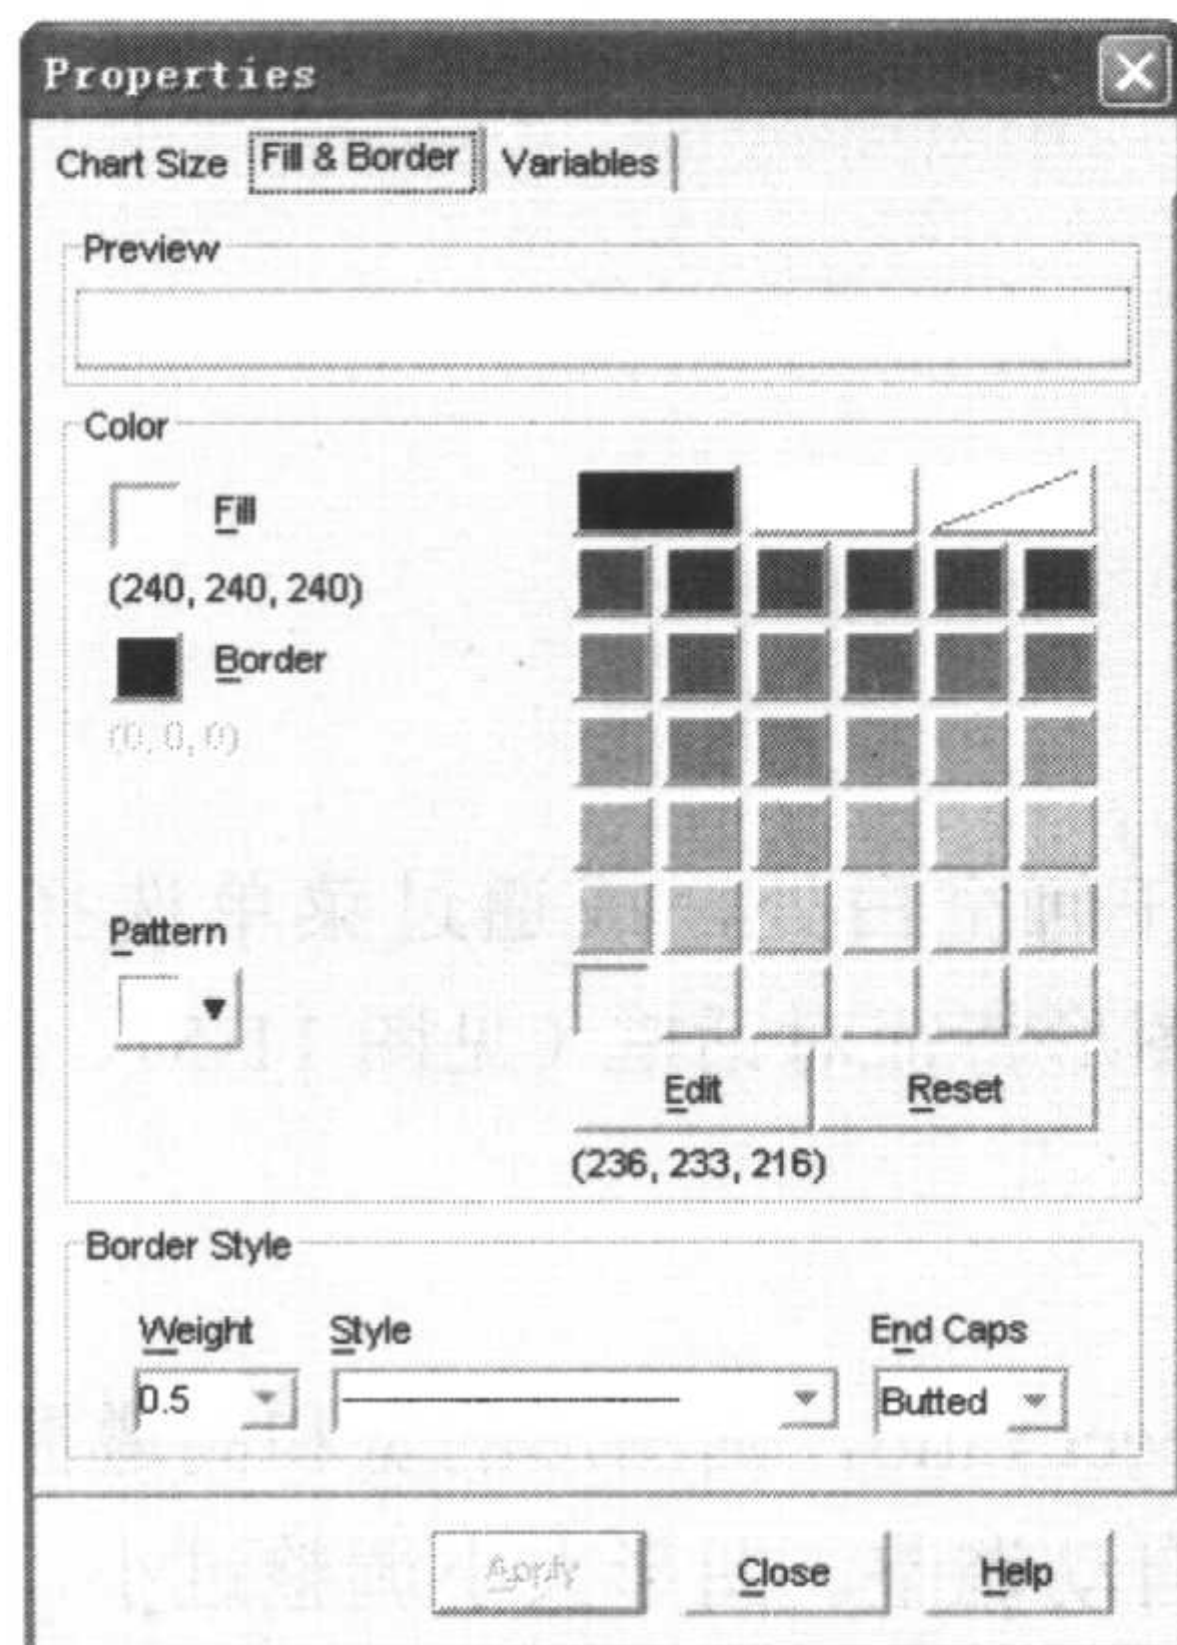 Properties
Chart Size Fill & Border Variables
Preview
Color
Fill
(240, 240, 240)
Border
(0, 0, 0)
Pattern
Edit Reset
(236, 233, 216)
Border Style
Weight Style End Caps
0.5 Butted
Apply Close Help